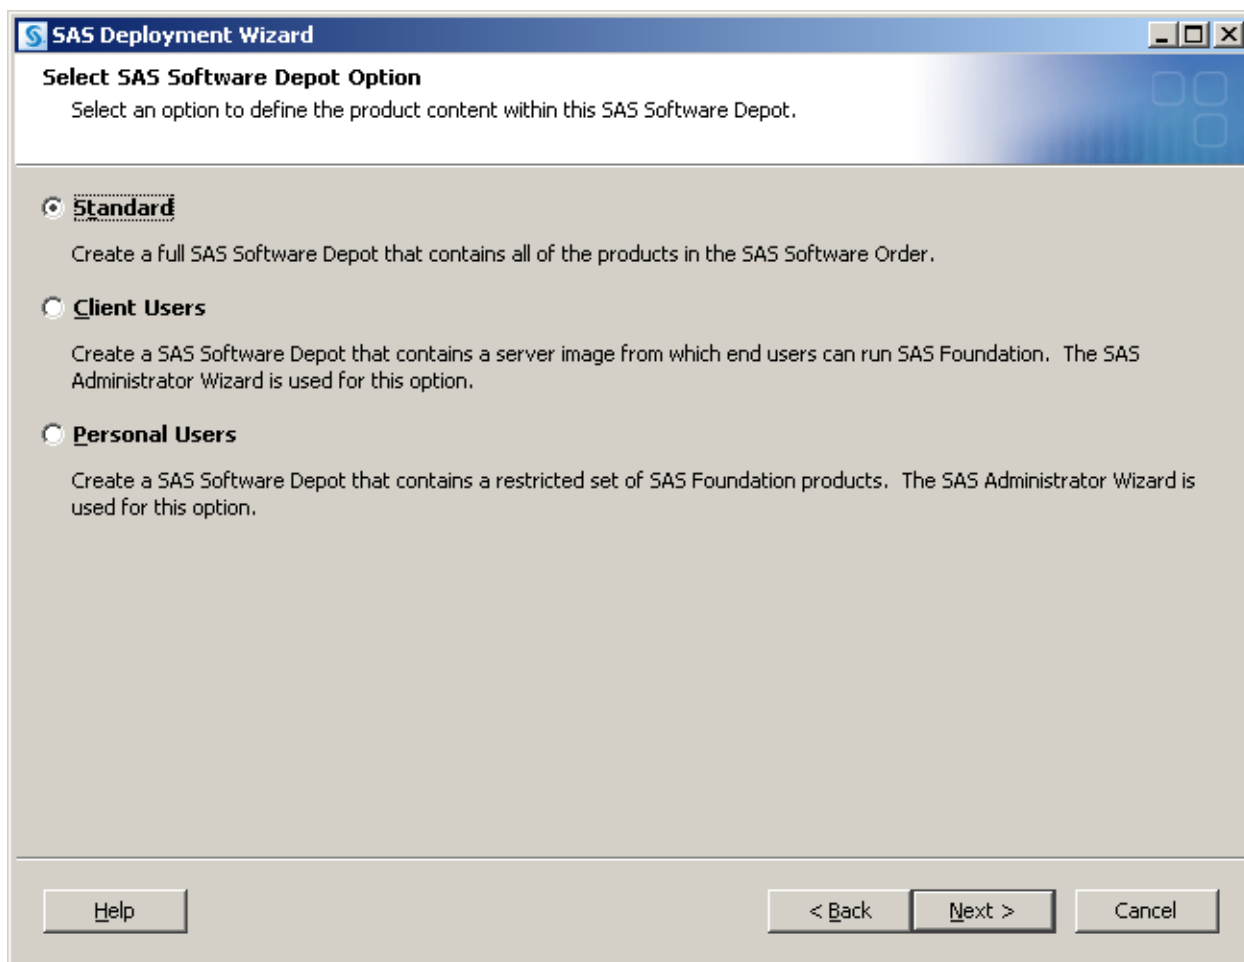 SAS Deployment Wizard
Select SAS Software Depot Option
Select an option to define the product content within this SAS Software Depot.
Standard
Create a full SAS Software Depot that contains all of the products in the SAS Software Order.
Client Users
Create a SAS Software Depot that contains a server image from which end users can run SAS Foundation.  The SAS
Administrator Wizard is used for this option.
Personal Users
Create a SAS Software Depot that contains a restricted set of SAS Foundation products.  The SAS Administrator Wizard is
used for this option.
Help < Back Next > Cancel